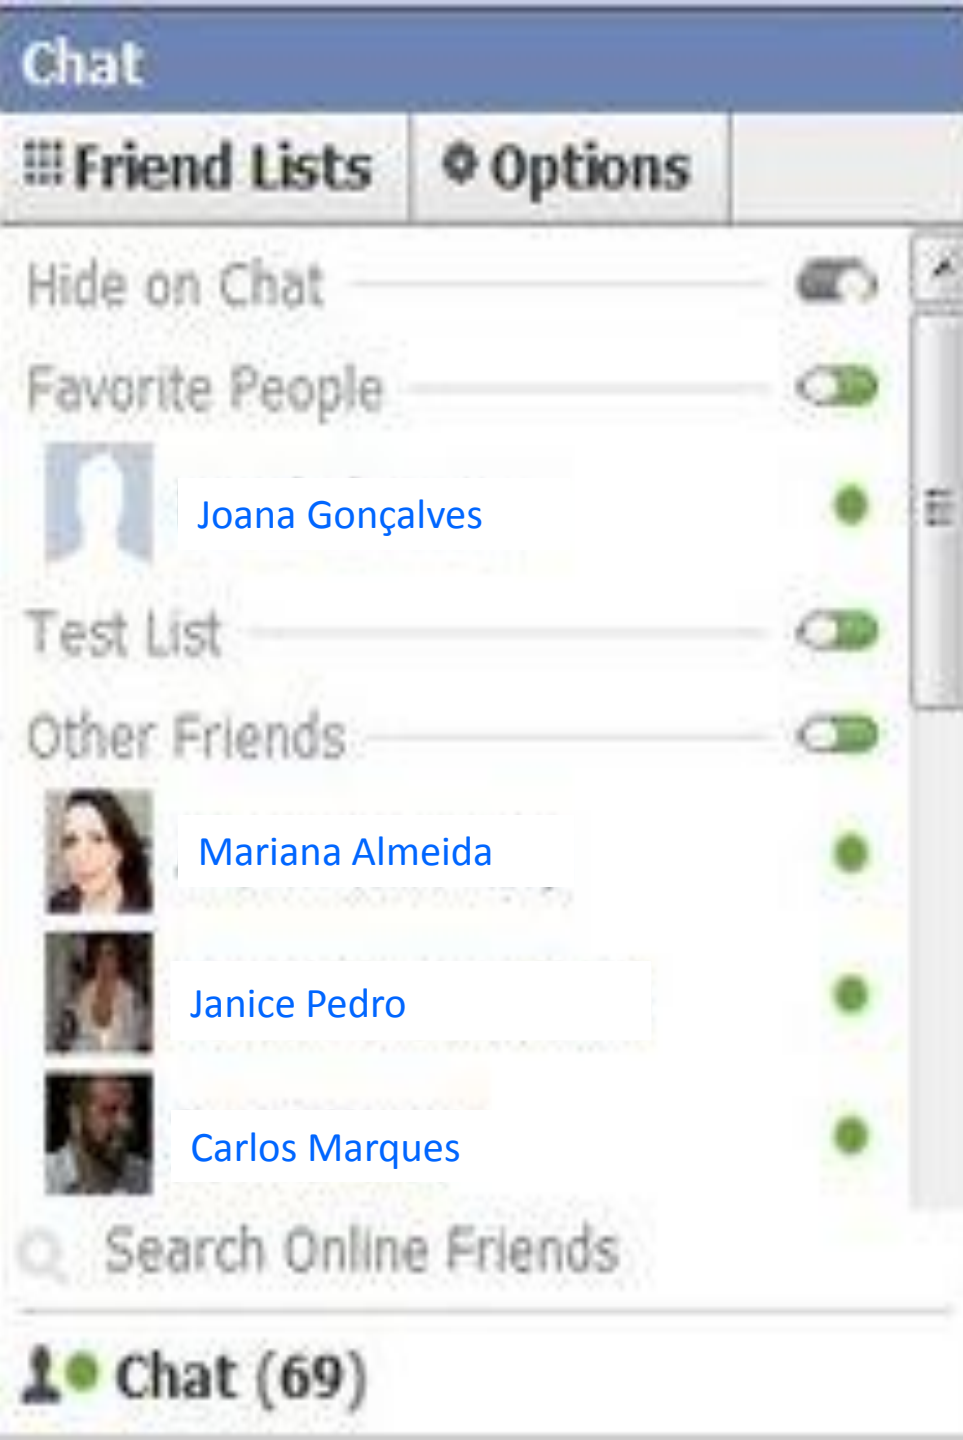 Chat
Friend Lists
Options
Hide on Chat
Favorite People
Joana Gonçalves
Test List
Other Friends
Mariana Almeida
Janice Pedro
Carlos Marques
Search Online Friends
Chat (69)